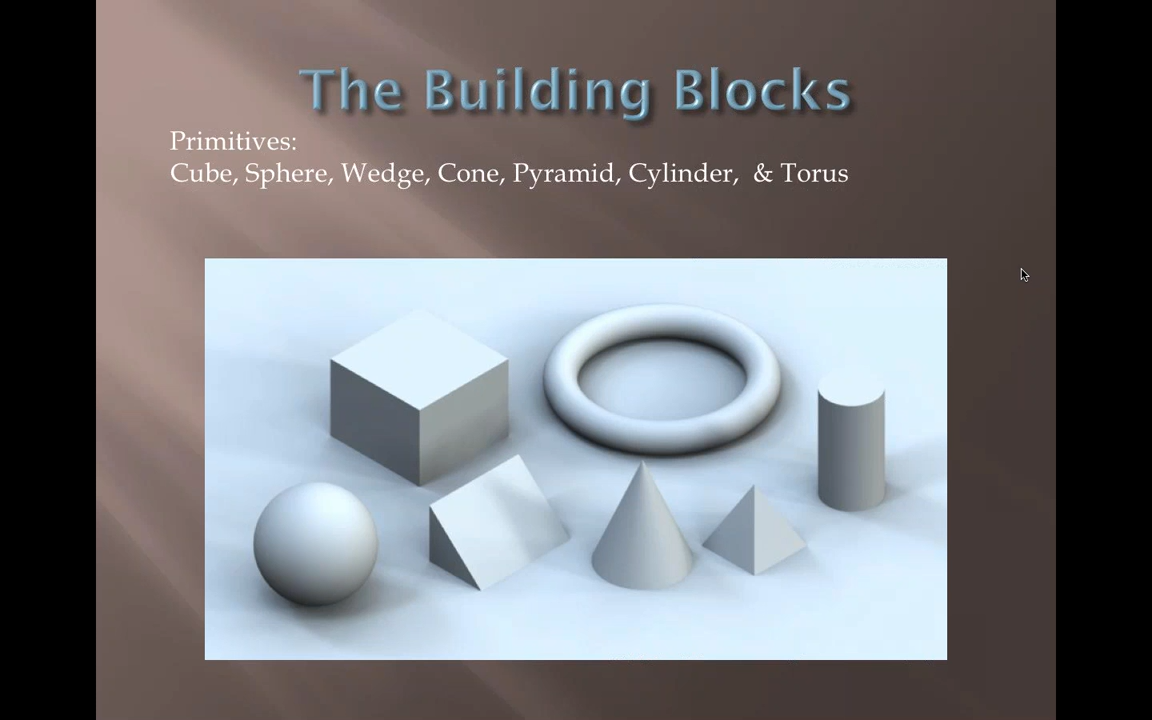 The Building Blocks
Primitives:
Cube, Sphere, Wedge, Cone, Pyramid, Cylinder,  & Torus